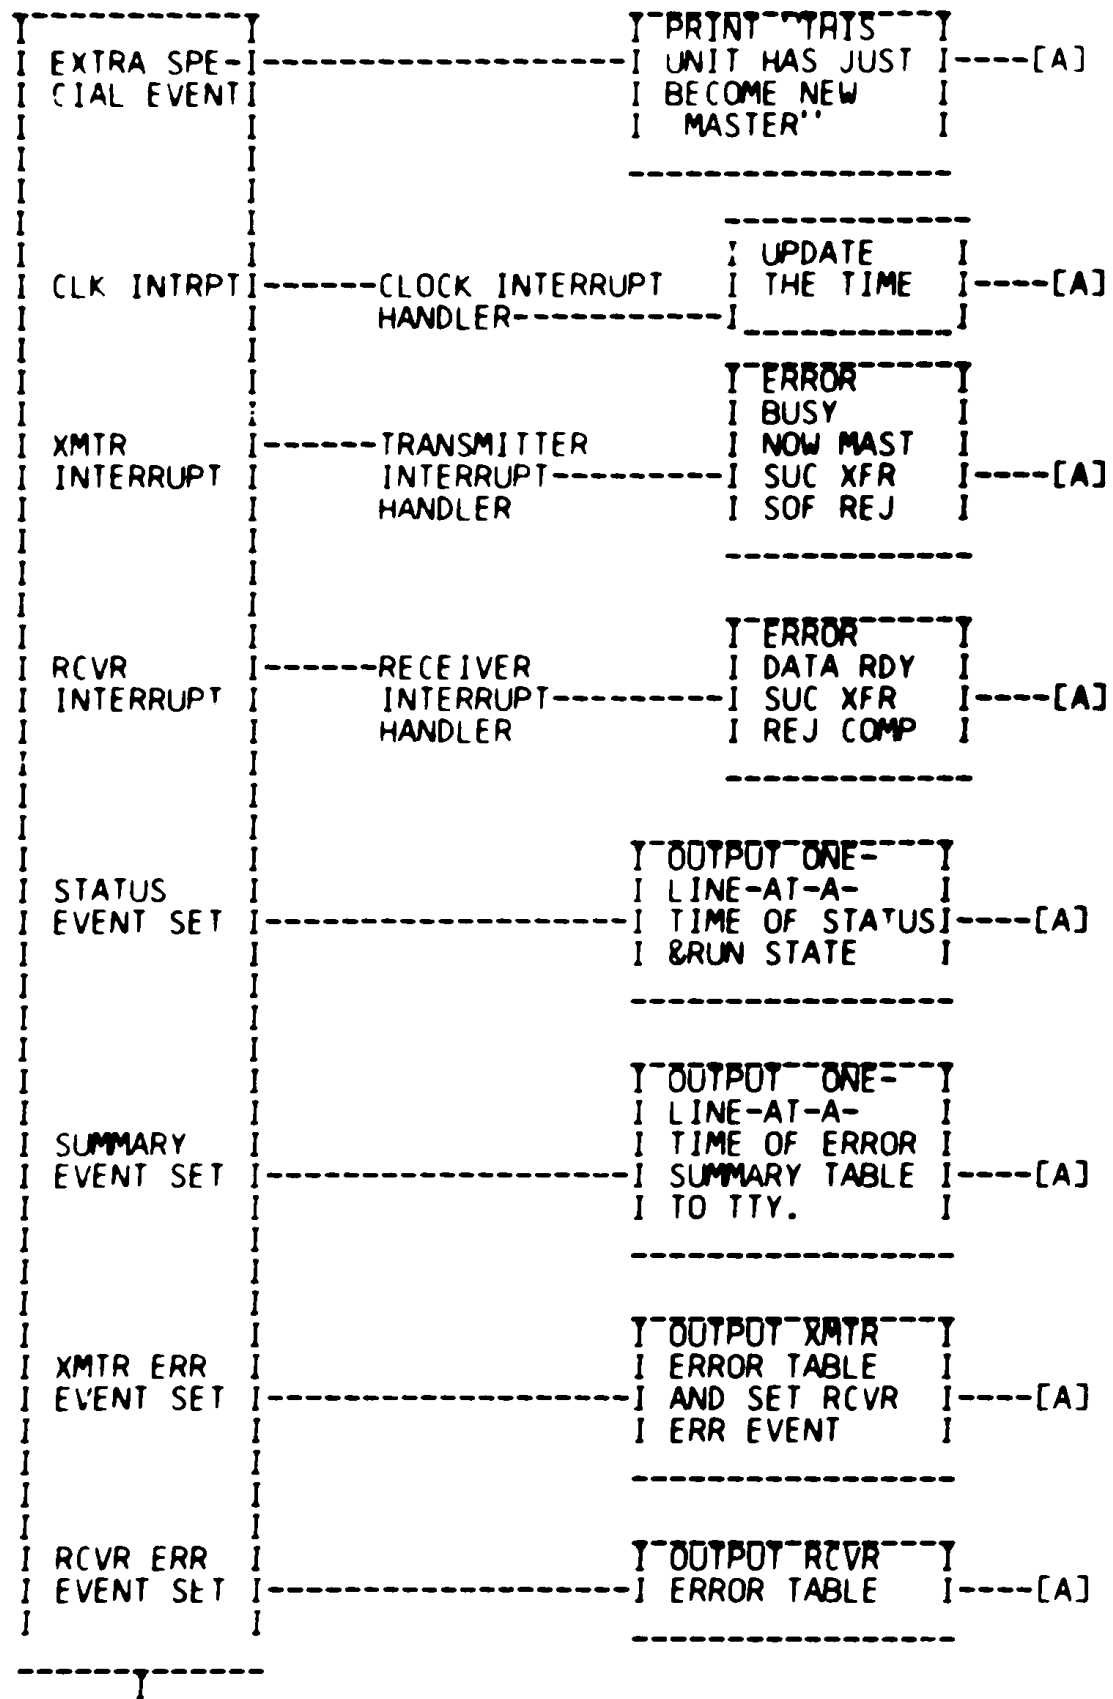 PRINT "THIS
EXTRA SPE- UNIT HAS JUST [A]
CIAL EVENT BECOME NEW
MASTER"
UPDATE
CLK INTRPT CLOCK INTERRUPT THE TIME [A]
HANDLER
ERROR
BUSY
XMTR TRANSMITTER NOW MAST
INTERRUPT INTERRUPT SUC XFR [A]
HANDLER SOF REJ
ERROR
RCVR RECEIVER DATA RDY
INTERRUPT INTERRUPT SUC XFR [A]
HANDLER REJ COMP
OUTPUT ONE-
STATUS LINE-AT-A-
EVENT SET TIME OF STATUS [A]
&RUN STATE
OUTPUT ONE-
LINE-AT-A-
SUMMARY TIME OF ERROR
EVENT SET SUMMARY TABLE [A]
TO TTY.
OUTPUT XMTR
XMTR ERR ERROR TABLE
EVENT SET AND SET RCVR [A]
ERR EVENT
RCVR ERR OUTPUT RCVR
EVENT SET ERROR TABLE [A]